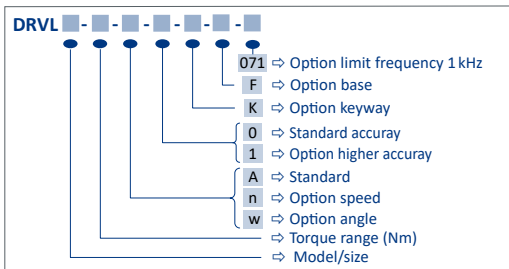 DRVL - - - - - -
071 ⇨ Option limit frequency 1 kHz
F ⇨ Option base
K ⇨ Option keyway
0 ⇨ Standard accuray
1 ⇨ Option higher accuray
A ⇨ Standard
n ⇨ Option speed
w ⇨ Option angle
⇨ Torque range (Nm)
⇨ Model/size